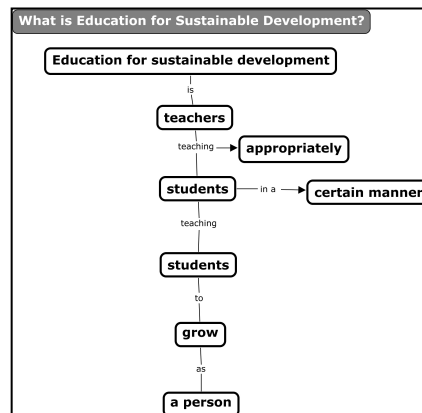 What is Education for Sustainable Development?
Education for sustainable development
is
teachers
teaching
appropriately
students
in a
certain manner
teaching
students
to
grow
as
a person